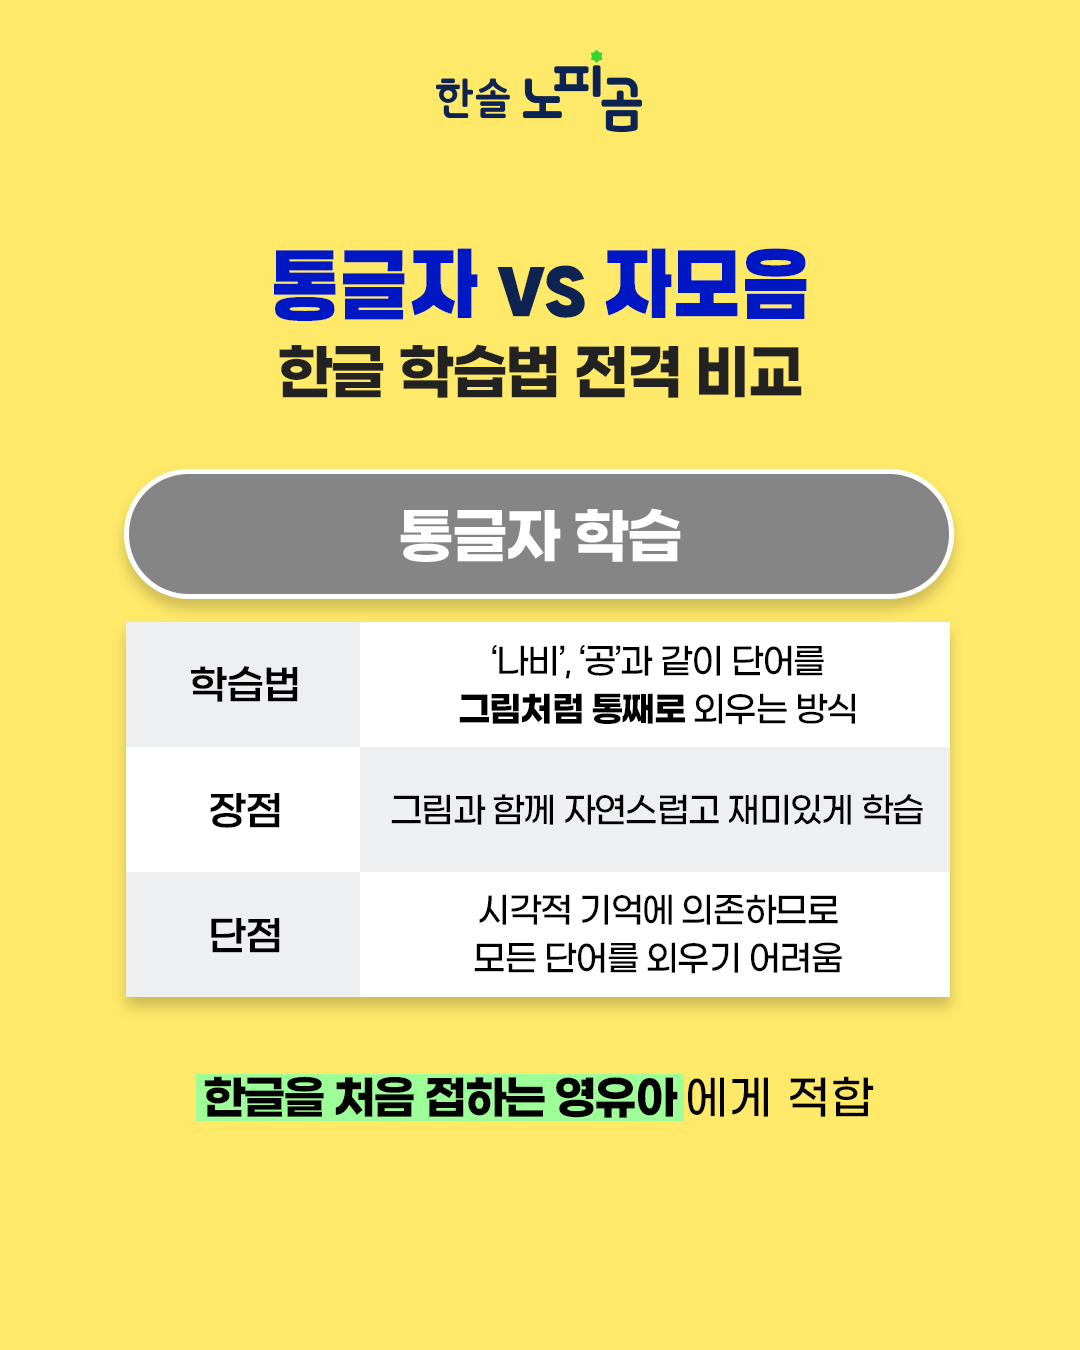 한솔 노피곰
통글자 vs 자모음
한글 학습법 전격 비교
통글자 학습
학습법
‘나비’, ‘공’과 같이 단어를
그림처럼 통째로 외우는 방식
장점
그림과 함께 자연스럽고 재미있게 학습
단점
시각적 기억에 의존하므로
모든 단어를 외우기 어려움
한글을 처음 접하는 영유아에게 적합